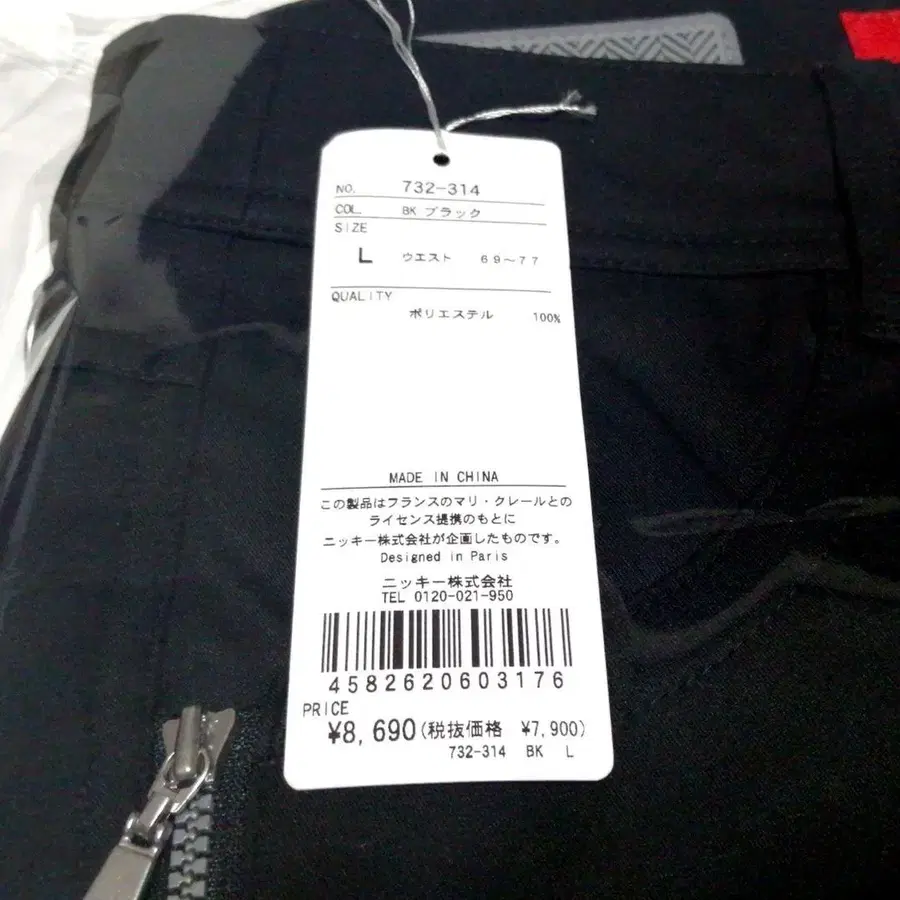 NO. 732-314
COL. BK ブラック
SIZE
L ウエスト 69～77
QUALITY
ポリエステル 100%
MADE IN CHINA
この製品はフランスのマリ・クレールとの
ライセンス提携のもとに
ニッキー株式会社が企画したものです。
Designed in Paris
ニッキー株式会社
TEL 0120-021-950
4582620603176
PRICE
¥8,690(税抜価格 ¥7,900)
732-314 BK L